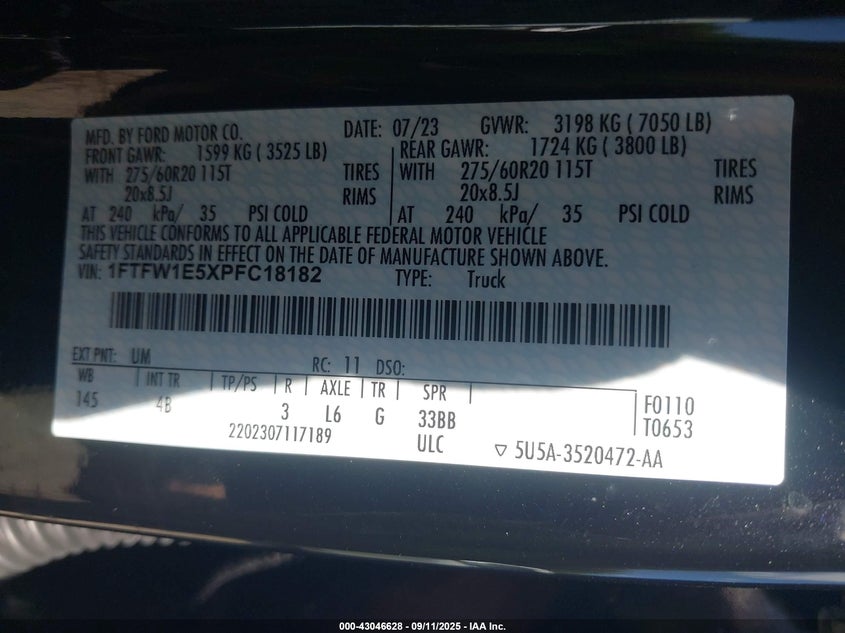 MFD. BY FORD MOTOR CO. DATE: 07/23 GVWR: 3198 KG ( 7050 LB)
FRONT GAWR: 1599 KG ( 3525 LB) REAR GAWR: 1724 KG ( 3800 LB)
WITH 275/60R20 115T TIRES WITH 275/60R20 115T TIRES
20x8.5J RIMS 20x8.5J RIMS
AT 240 kPa/ 35 PSI COLD AT 240 kPa/ 35 PSI COLD
THIS VEHICLE CONFORMS TO ALL APPLICABLE FEDERAL MOTOR VEHICLE
SAFETY STANDARDS IN EFFECT ON THE DATE OF MANUFACTURE SHOWN ABOVE.
VIN: 1FTFW1E5XPFC18182 TYPE: Truck
EXT PNT: UM RC: 11 DSO:
WB INT TR TP/PS R AXLE TR SPR
145 4B 3 L6 G 33BB F0110
2202307117189 ULC T0653
▽ 5U5A-3520472-AA
000-43046628 - 09/11/2025 - IAA Inc.